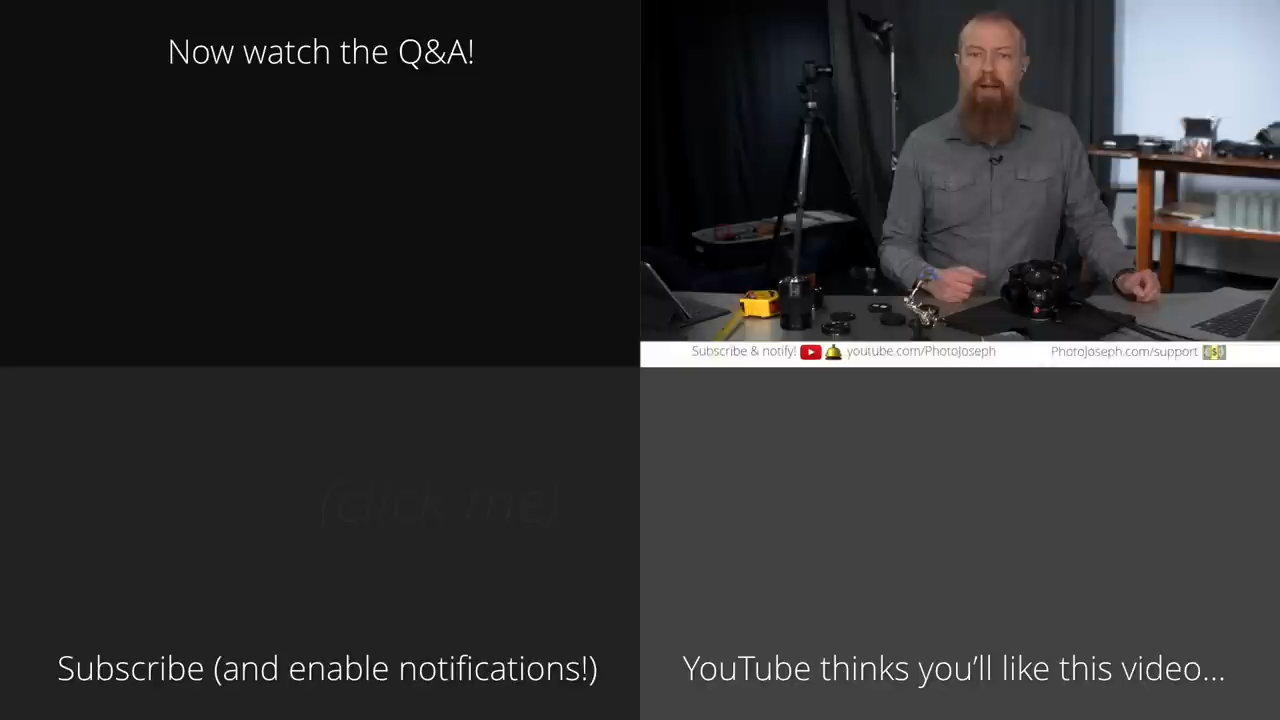 Now watch the Q&A!
Subscribe & notify! youtube.com/PhotoJoseph PhotoJoseph.com/support
(click me)
Subscribe (and enable notifications!)
YouTube thinks you’ll like this video...